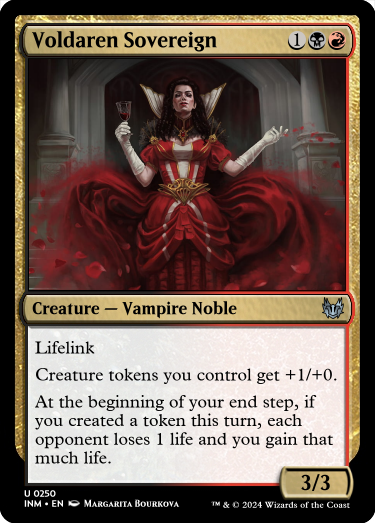 Voldaren Sovereign 1
Creature — Vampire Noble
Lifelink
Creature tokens you control get +1/+0.
At the beginning of your end step, if
you created a token this turn, each
opponent loses 1 life and you gain that
much life.
3/3
U 0250
INM • EN Margarita Bourkova
™ & © 2024 Wizards of the Coast